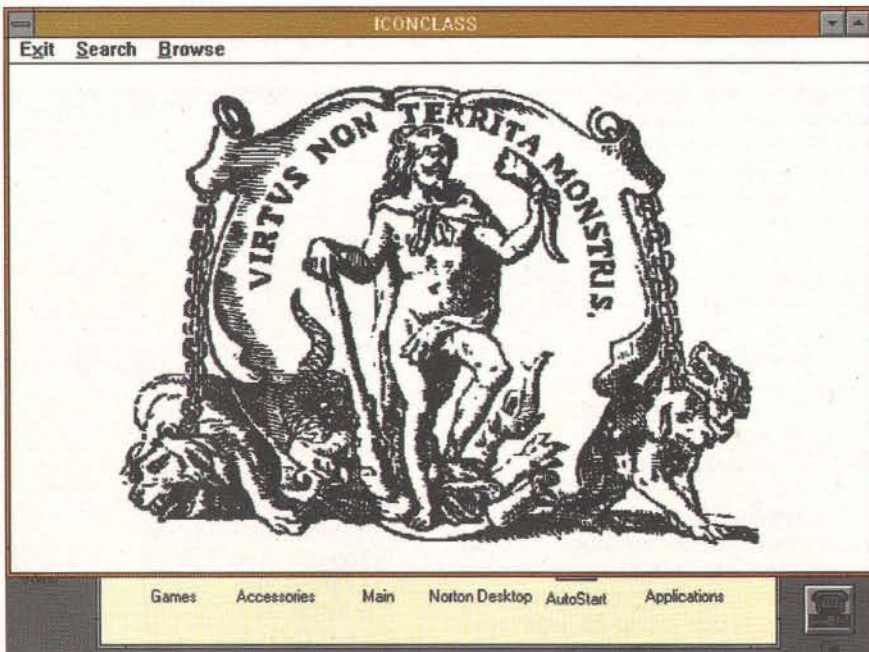 ICONCLASS
Exit Search Browse
VIRTVS NON TERRITA MONSTRIS.
Games Accessories Main Norton Desktop AutoStart Applications